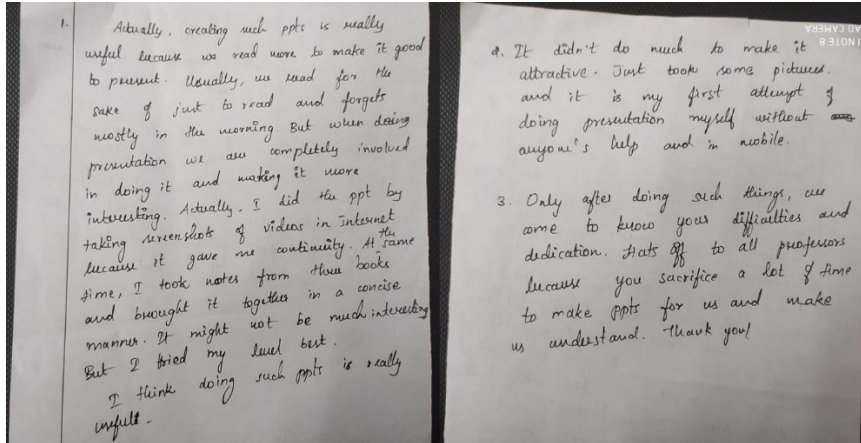 1. Actually, creating such ppts is really
useful because we read more to make it good
to present. Usually, we read for the
sake of just to read and forgets
mostly in the morning. But when doing
presentation we are completely involved
in doing it and making it more
interesting. Actually, I did the ppt by
taking screenshots of videos in Internet
because it gave me continuity. At the same
time, I took notes from three books
and brought it together in a concise
manner. It might not be much interesting
But I tried my level best.
I think doing such ppts is really
usefull.
2. It didn't do much to make it
attractive. Just took some pictures.
and it is my first attempt of
doing presentation myself without
anyone's help and in mobile.
3. Only after doing such things, we
come to know your difficulties and
dedication. Hats off to all professors
because you sacrifice a lot of time
to make ppts for us and make
us understand. Thank you!